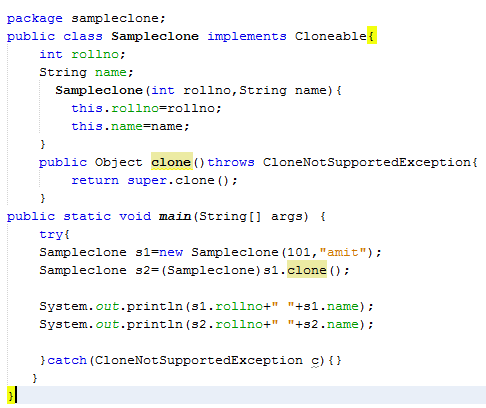 package sampleclone;
public class Sampleclone implements Cloneable{
    int rollno;
    String name;
      Sampleclone(int rollno,String name){
        this.rollno=rollno;
        this.name=name;
    }
    public Object clone()throws CloneNotSupportedException{
        return super.clone();
    }
public static void main(String[] args) {
    try{
    Sampleclone s1=new Sampleclone(101,"amit");
    Sampleclone s2=(Sampleclone)s1.clone();

    System.out.println(s1.rollno+" "+s1.name);
    System.out.println(s2.rollno+" "+s2.name);

    }catch(CloneNotSupportedException c){}
   }
}